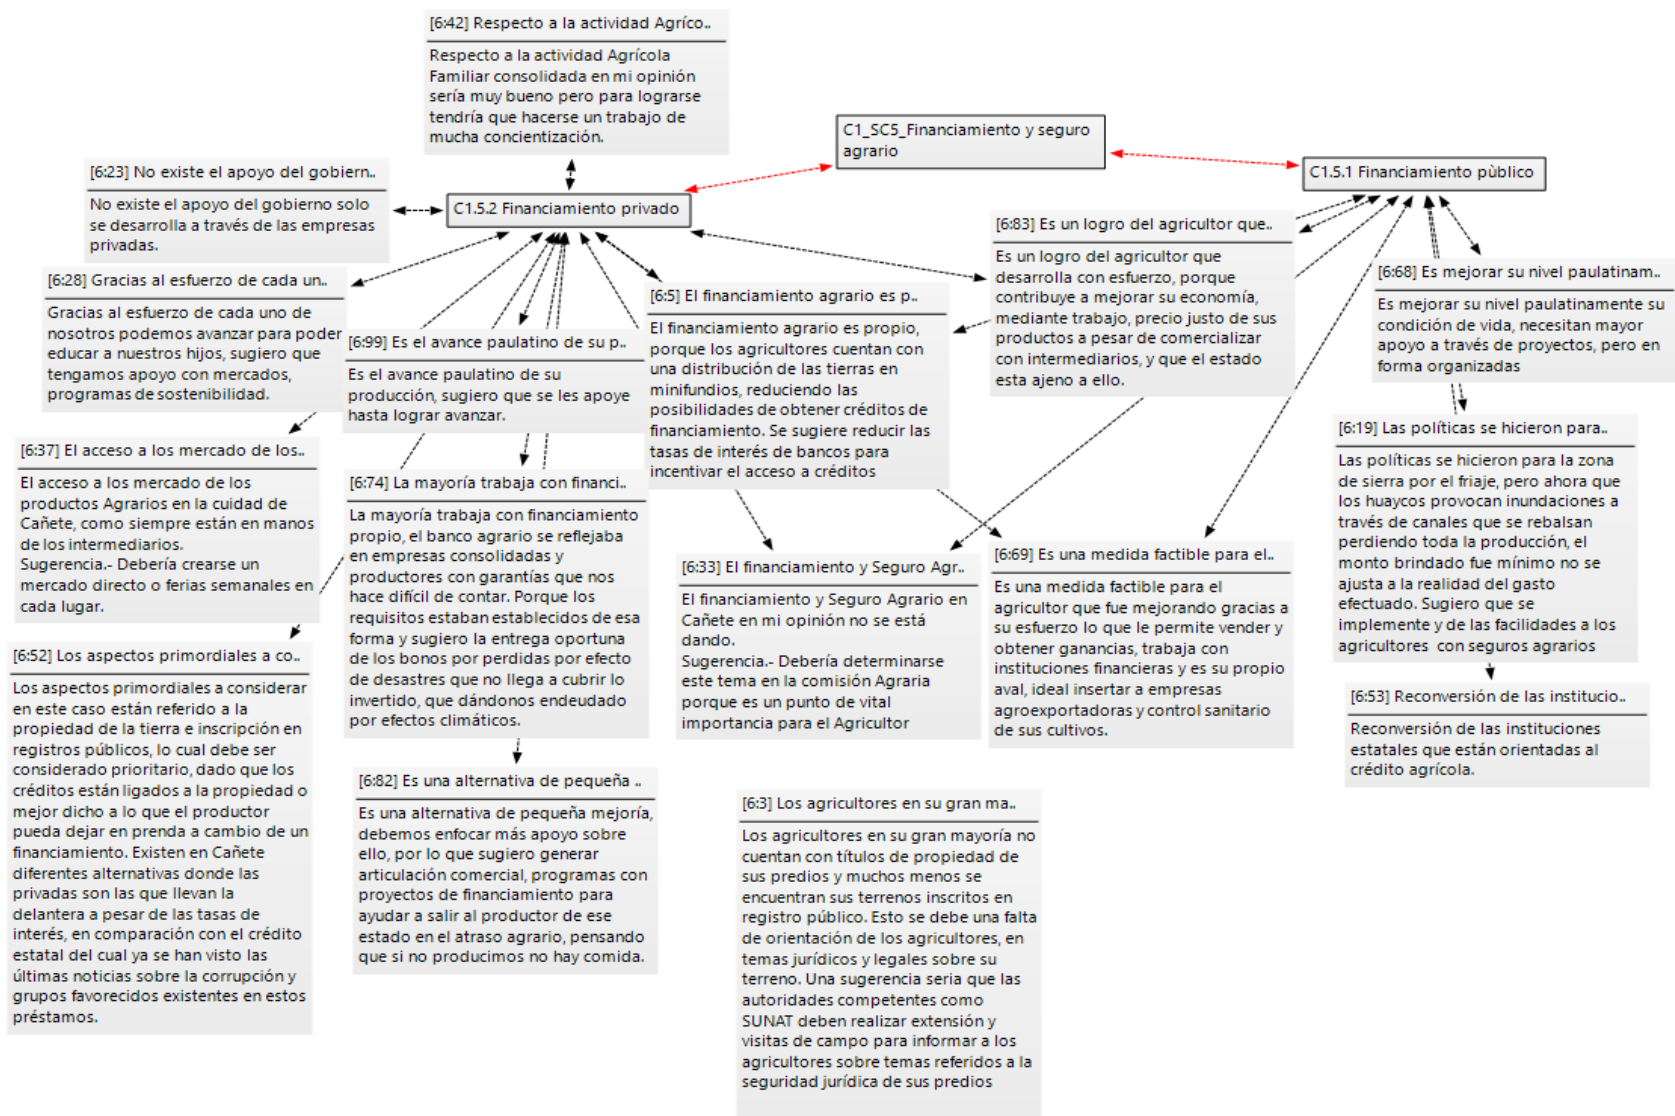 [6:42] Respecto a la actividad Agríco..
Respecto a la actividad Agrícola
Familiar consolidada en mi opinión
sería muy bueno pero para lograrse
tendría que hacerse un trabajo de
mucha concientización.
C1_SC5_Financiamiento y seguro
agrario
[6:23] No existe el apoyo del gobiern..
No existe el apoyo del gobierno solo
se desarrolla a través de las empresas
privadas.
C1.5.2 Financiamiento privado
C1.5.1 Financiamiento pùblico
[6:28] Gracias al esfuerzo de cada un..
Gracias al esfuerzo de cada uno de
nosotros podemos avanzar para poder
educar a nuestros hijos, sugiero que
tengamos apoyo con mercados,
programas de sostenibilidad.
[6:99] Es el avance paulatino de su p..
Es el avance paulatino de su
producción, sugiero que se les apoye
hasta lograr avanzar.
[6:5] El financiamiento agrario es p..
El financiamiento agrario es propio,
porque los agricultores cuentan con
una distribución de las tierras en
minifundios, reduciendo las
posibilidades de obtener créditos de
financiamiento. Se sugiere reducir las
tasas de interés de bancos para
incentivar el acceso a créditos
[6:83] Es un logro del agricultor que..
Es un logro del agricultor que
desarrolla con esfuerzo, porque
contribuye a mejorar su economía,
mediante trabajo, precio justo de sus
productos a pesar de comercializar
con intermediarios, y que el estado
esta ajeno a ello.
[6:68] Es mejorar su nivel paulatinam..
Es mejorar su nivel paulatinamente su
condición de vida, necesitan mayor
apoyo a través de proyectos, pero en
forma organizadas
[6:37] El acceso a los mercado de los..
El acceso a los mercado de los
productos Agrarios en la cuidad de
Cañete, como siempre están en manos
de los intermediarios.
Sugerencia.- Debería crearse un
mercado directo o ferias semanales en
cada lugar.
[6:74] La mayoría trabaja con financi..
La mayoría trabaja con financiamiento
propio, el banco agrario se reflejaba
en empresas consolidadas y
productores con garantías que nos
hace difícil de contar. Porque los
requisitos estaban establecidos de esa
forma y sugiero la entrega oportuna
de los bonos por perdidas por efecto
de desastres que no llega a cubrir lo
invertido, que dándonos endeudado
por efectos climáticos.
[6:33] El financiamiento y Seguro Agr..
El financiamiento y Seguro Agrario en
Cañete en mi opinión no se está
dando.
Sugerencia.- Debería determinarse
este tema en la comisión Agraria
porque es un punto de vital
importancia para el Agricultor
[6:69] Es una medida factible para el..
Es una medida factible para el
agricultor que fue mejorando gracias a
su esfuerzo lo que le permite vender y
obtener ganancias, trabaja con
instituciones financieras y es su propio
aval, ideal insertar a empresas
agroexportadoras y control sanitario
de sus cultivos.
[6:19] Las políticas se hicieron para..
Las políticas se hicieron para la zona
de sierra por el friaje, pero ahora que
los huaycos provocan inundaciones a
través de canales que se rebalsan
perdiendo toda la producción, el
monto brindado fue mínimo no se
ajusta a la realidad del gasto
efectuado. Sugiero que se
implemente y de las facilidades a los
agricultores  con seguros agrarios
[6:52] Los aspectos primordiales a co..
Los aspectos primordiales a considerar
en este caso están referido a la
propiedad de la tierra e inscripción en
registros públicos, lo cual debe ser
considerado prioritario, dado que los
créditos están ligados a la propiedad o
mejor dicho a lo que el productor
pueda dejar en prenda a cambio de un
financiamiento. Existen en Cañete
diferentes alternativas donde las
privadas son las que llevan la
delantera a pesar de las tasas de
interés, en comparación con el crédito
estatal del cual ya se han visto las
últimas noticias sobre la corrupción y
grupos favorecidos existentes en estos
préstamos.
[6:82] Es una alternativa de pequeña ..
Es una alternativa de pequeña mejoría,
debemos enfocar más apoyo sobre
ello, por lo que sugiero generar
articulación comercial, programas con
proyectos de financiamiento para
ayudar a salir al productor de ese
estado en el atraso agrario, pensando
que si no producimos no hay comida.
[6:3] Los agricultores en su gran ma..
Los agricultores en su gran mayoría no
cuentan con títulos de propiedad de
sus predios y muchos menos se
encuentran sus terrenos inscritos en
registro público. Esto se debe una falta
de orientación de los agricultores, en
temas jurídicos y legales sobre su
terreno. Una sugerencia seria que las
autoridades competentes como
SUNAT deben realizar extensión y
visitas de campo para informar a los
agricultores sobre temas referidos a la
seguridad jurídica de sus predios
[6:53] Reconversión de las institucio..
Reconversión de las instituciones
estatales que están orientadas al
crédito agrícola.